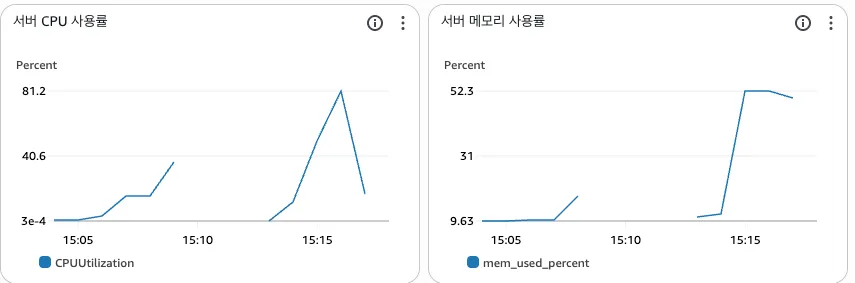 서버 CPU 사용률
Percent
81.2
40.6
3e-4
15:05 15:10 15:15
CPUUtilization
서버 메모리 사용률
Percent
52.3
31
9.63
15:05 15:10 15:15
mem_used_percent